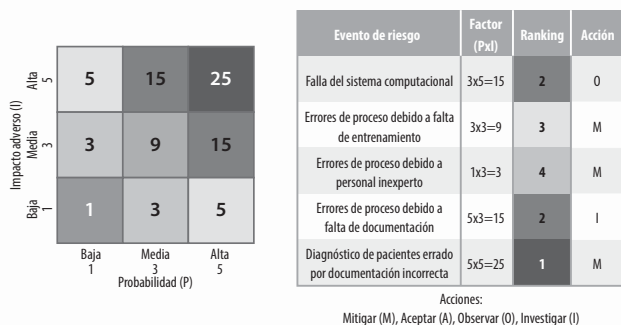 Impacto adverso (I)
Alta
5
5
15
25
Media
3
3
9
15
Baja
1
1
3
5
Baja
Media
Alta
1
3
5
Probabilidad (P)
Evento de riesgo
Factor
(PxI)
Ranking
Acción
Falla del sistema computacional
3x5=15
2
O
Errores de proceso debido a falta
de entrenamiento
3x3=9
3
M
Errores de proceso debido a
personal inexperto
1x3=3
4
M
Errores de proceso debido a
falta de documentación
5x3=15
2
I
Diagnóstico de pacientes errado
por documentación incorrecta
5x5=25
1
M
Acciones:
Mitigar (M), Aceptar (A), Observar (O), Investigar (I)